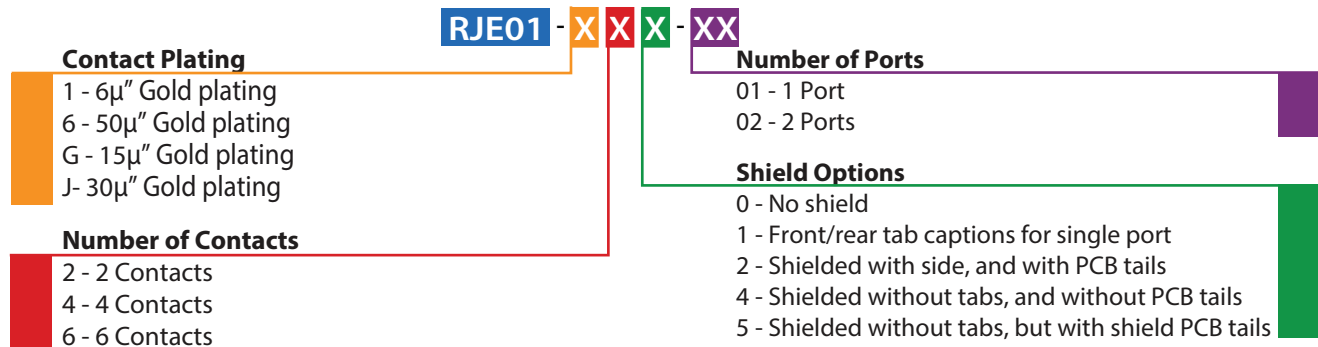 RJE01 - X X X - XX
Contact Plating
1 - 6µ” Gold plating
6 - 50µ” Gold plating
G - 15µ” Gold plating
J- 30µ” Gold plating
Number of Contacts
2 - 2 Contacts
4 - 4 Contacts
6 - 6 Contacts
Number of Ports
01 - 1 Port
02 - 2 Ports
Shield Options
0 - No shield
1 - Front/rear tab captions for single port
2 - Shielded with side, and with PCB tails
4 - Shielded without tabs, and without PCB tails
5 - Shielded without tabs, but with shield PCB tails